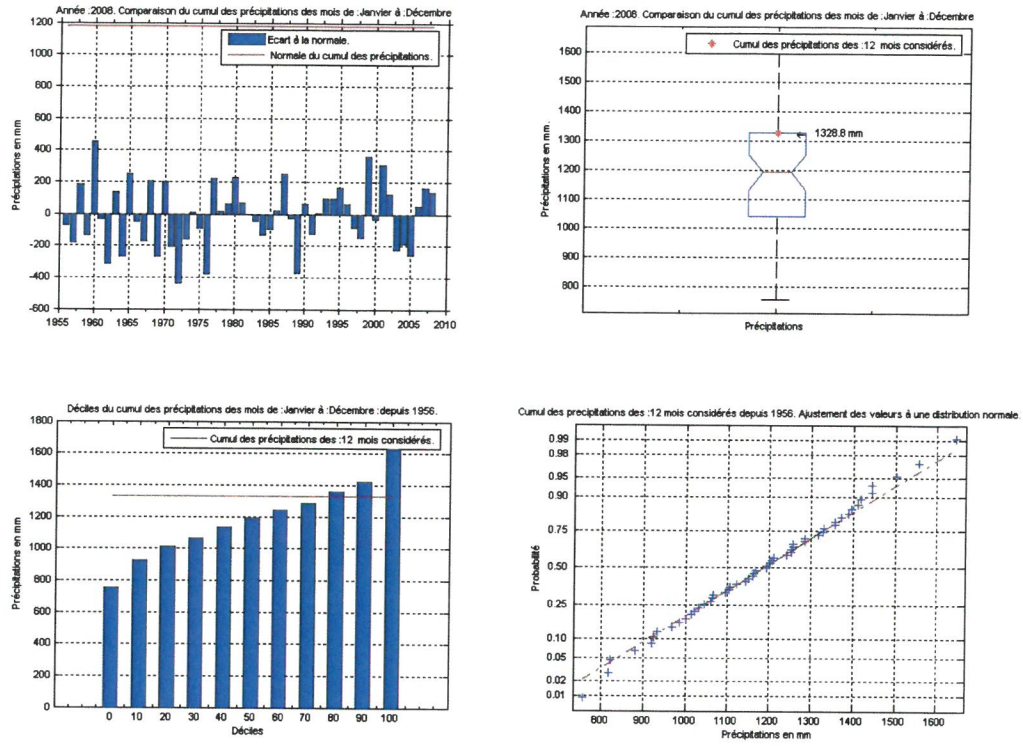 Année :2008. Comparaison du cumul des précipitations des mois de :Janvier à :Décembre
1200
1000
800
600
400
200
0
-200
-400
-600
Précipitations en mm
Ecart à la normale.
Normale du cumul des précipitations.
1955 1960 1965 1970 1975 1980 1985 1990 1995 2000 2005 2010
Année :2008. Comparaison du cumul des précipitations des mois de :Janvier à :Décembre
1600
1500
1400
1300
1200
1100
1000
900
800
Précipitations en mm.
Cumul des précipitations des :12 mois considérés.
1328.8 mm
Précipitations
Déciles du cumul des précipitations des mois de :Janvier à :Décembre :depuis 1956.
1800
1600
1400
1200
1000
800
600
400
200
0
Précipitations en mm
Cumul des précipitations des :12 mois considérés.
0 10 20 30 40 50 60 70 80 90 100
Déciles
Cumul des precipitations des :12 mois considérés depuis 1956. Ajustement des valeurs à une distribution normale
0.99
0.98
0.95
0.90
0.75
0.50
0.25
0.10
0.05
0.02
0.01
Probabilité
800 900 1000 1100 1200 1300 1400 1500 1600
Précipitations en mm